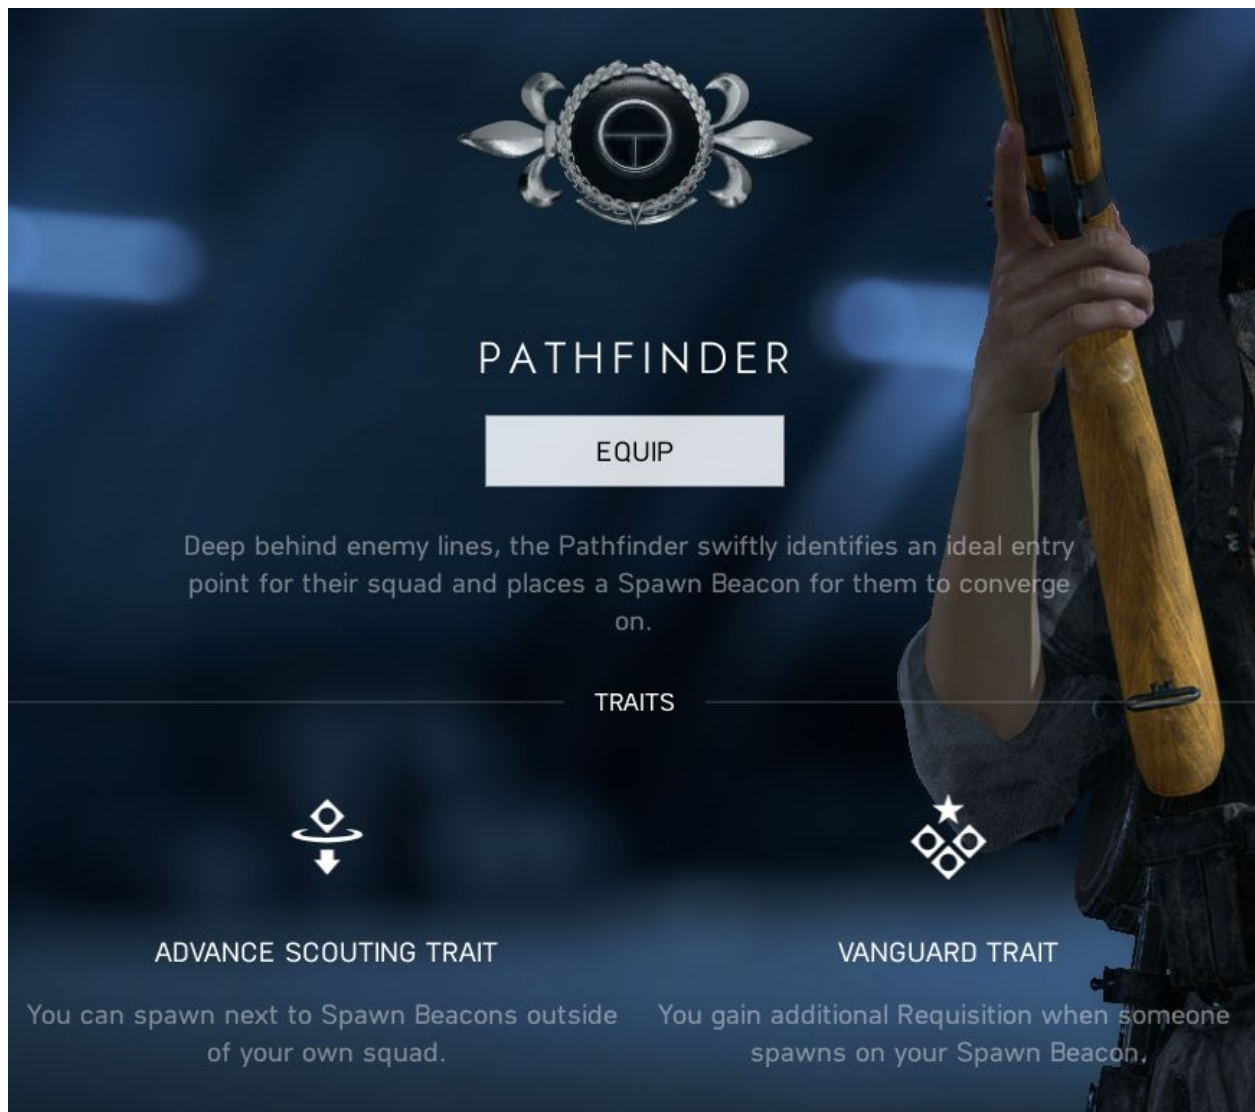 PATHFINDER
EQUIP
Deep behind enemy lines, the Pathfinder swiftly identifies an ideal entry
point for their squad and places a Spawn Beacon for them to converge
on.
TRAITS
ADVANCE SCOUTING TRAIT
You can spawn next to Spawn Beacons outside
of your own squad.
VANGUARD TRAIT
You gain additional Requisition when someone
spawns on your Spawn Beacon.